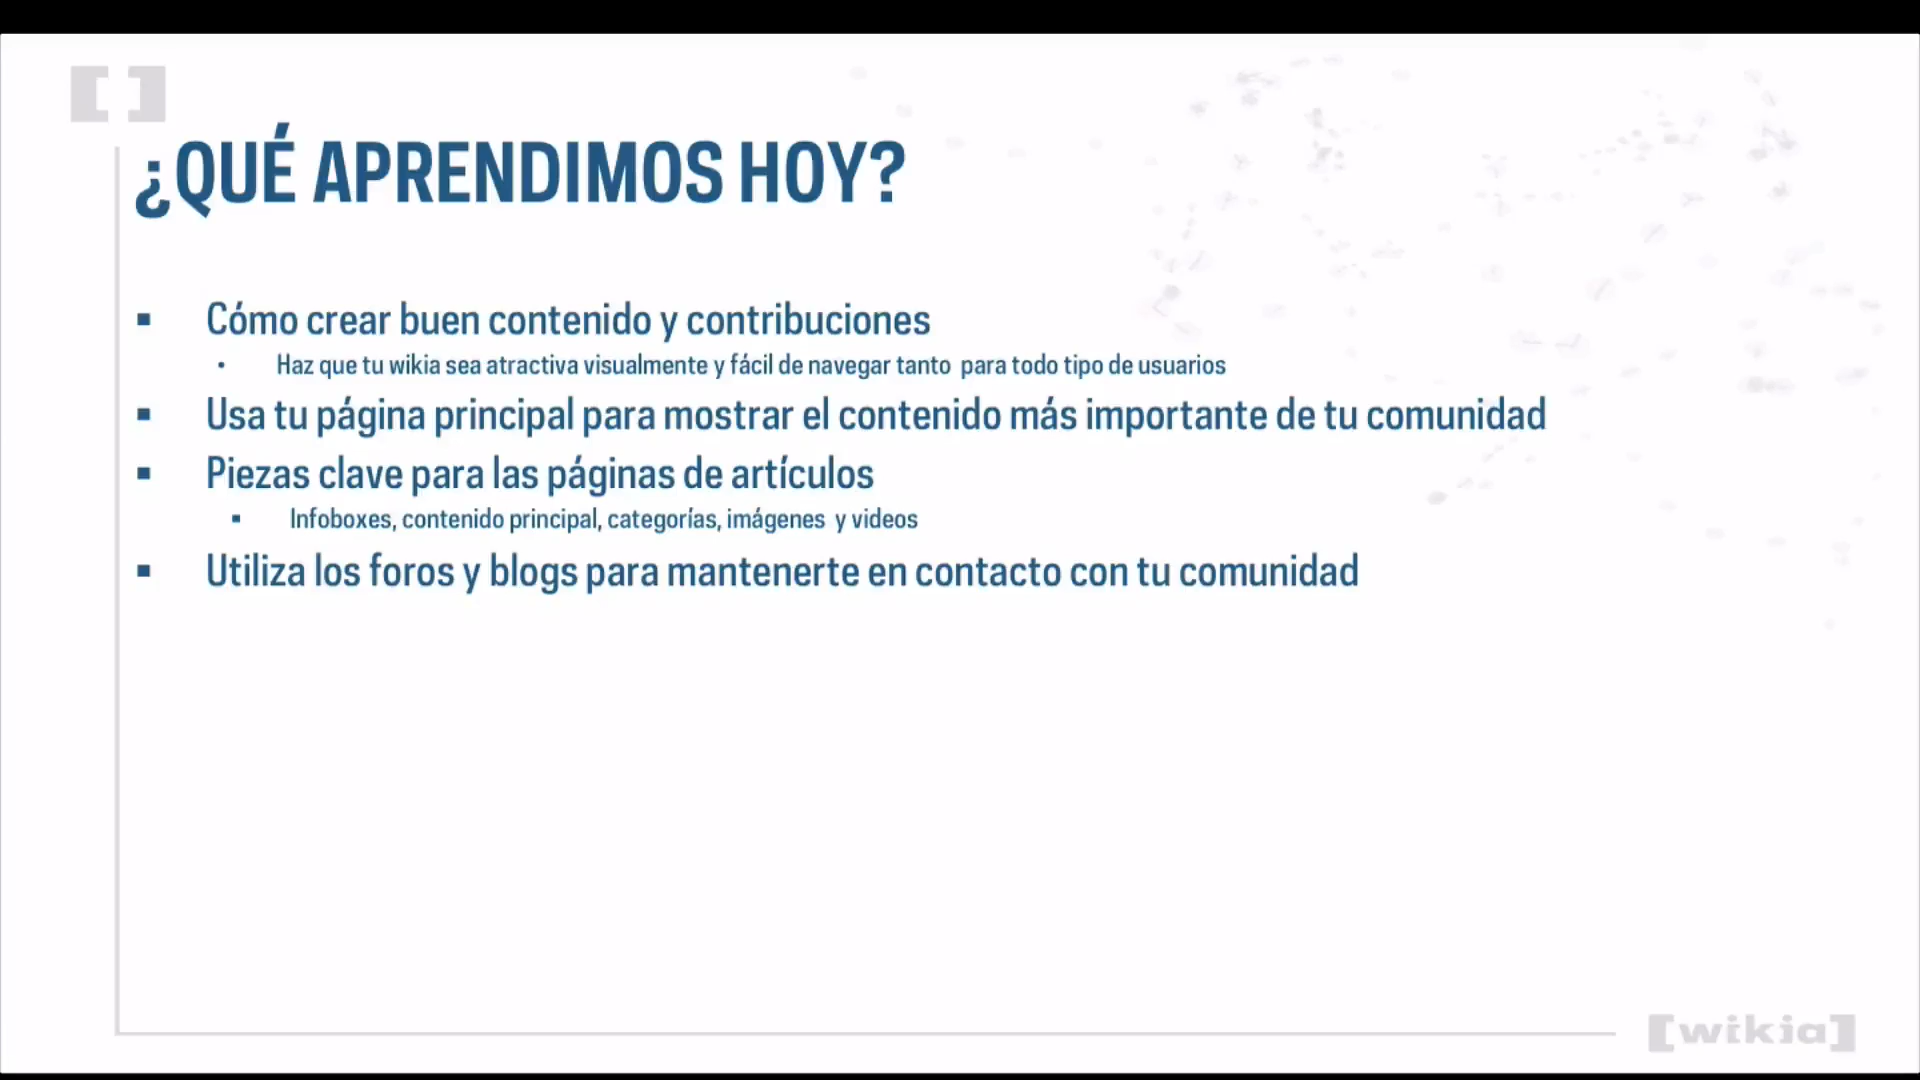 ¿QUÉ APRENDIMOS HOY?
Cómo crear buen contenido y contribuciones
Haz que tu wikia sea atractiva visualmente y fácil de navegar tanto para todo tipo de usuarios
Usa tu página principal para mostrar el contenido más importante de tu comunidad
Piezas clave para las páginas de artículos
Infoboxes, contenido principal, categorías, imágenes y videos
Utiliza los foros y blogs para mantenerte en contacto con tu comunidad
[wikia]